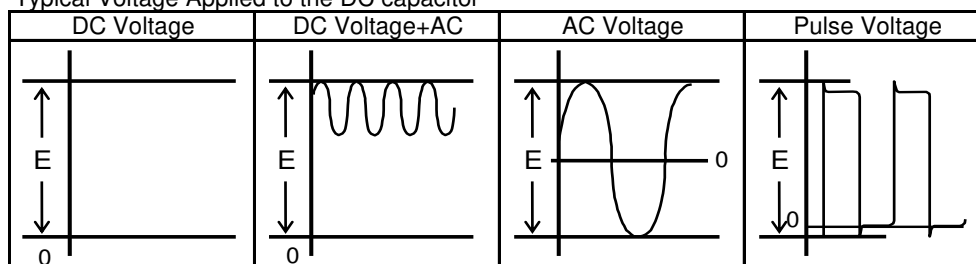 Typical Voltage Applied to the DC capacitor
DC Voltage DC Voltage+AC AC Voltage Pulse Voltage
E E E 0 E
0
0 0